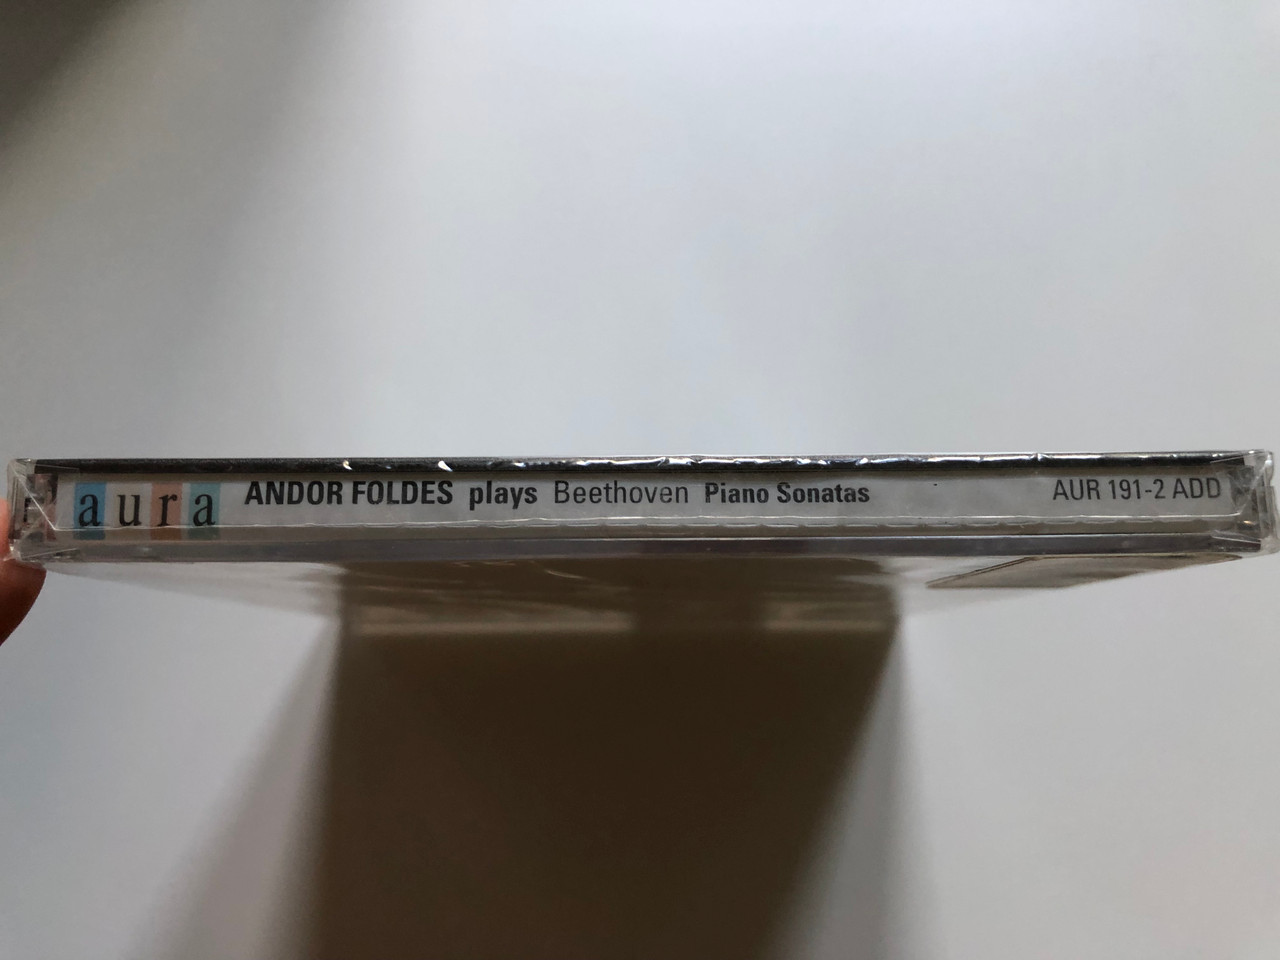 aura ANDOR FOLDES plays Beethoven Piano Sonatas AUR 191-2 ADD